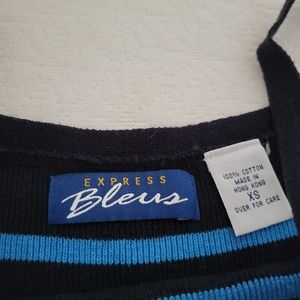 EXPRESS
Bleus
100% COTTON
MADE IN
HONG KONG
XS
OVER FOR CARE